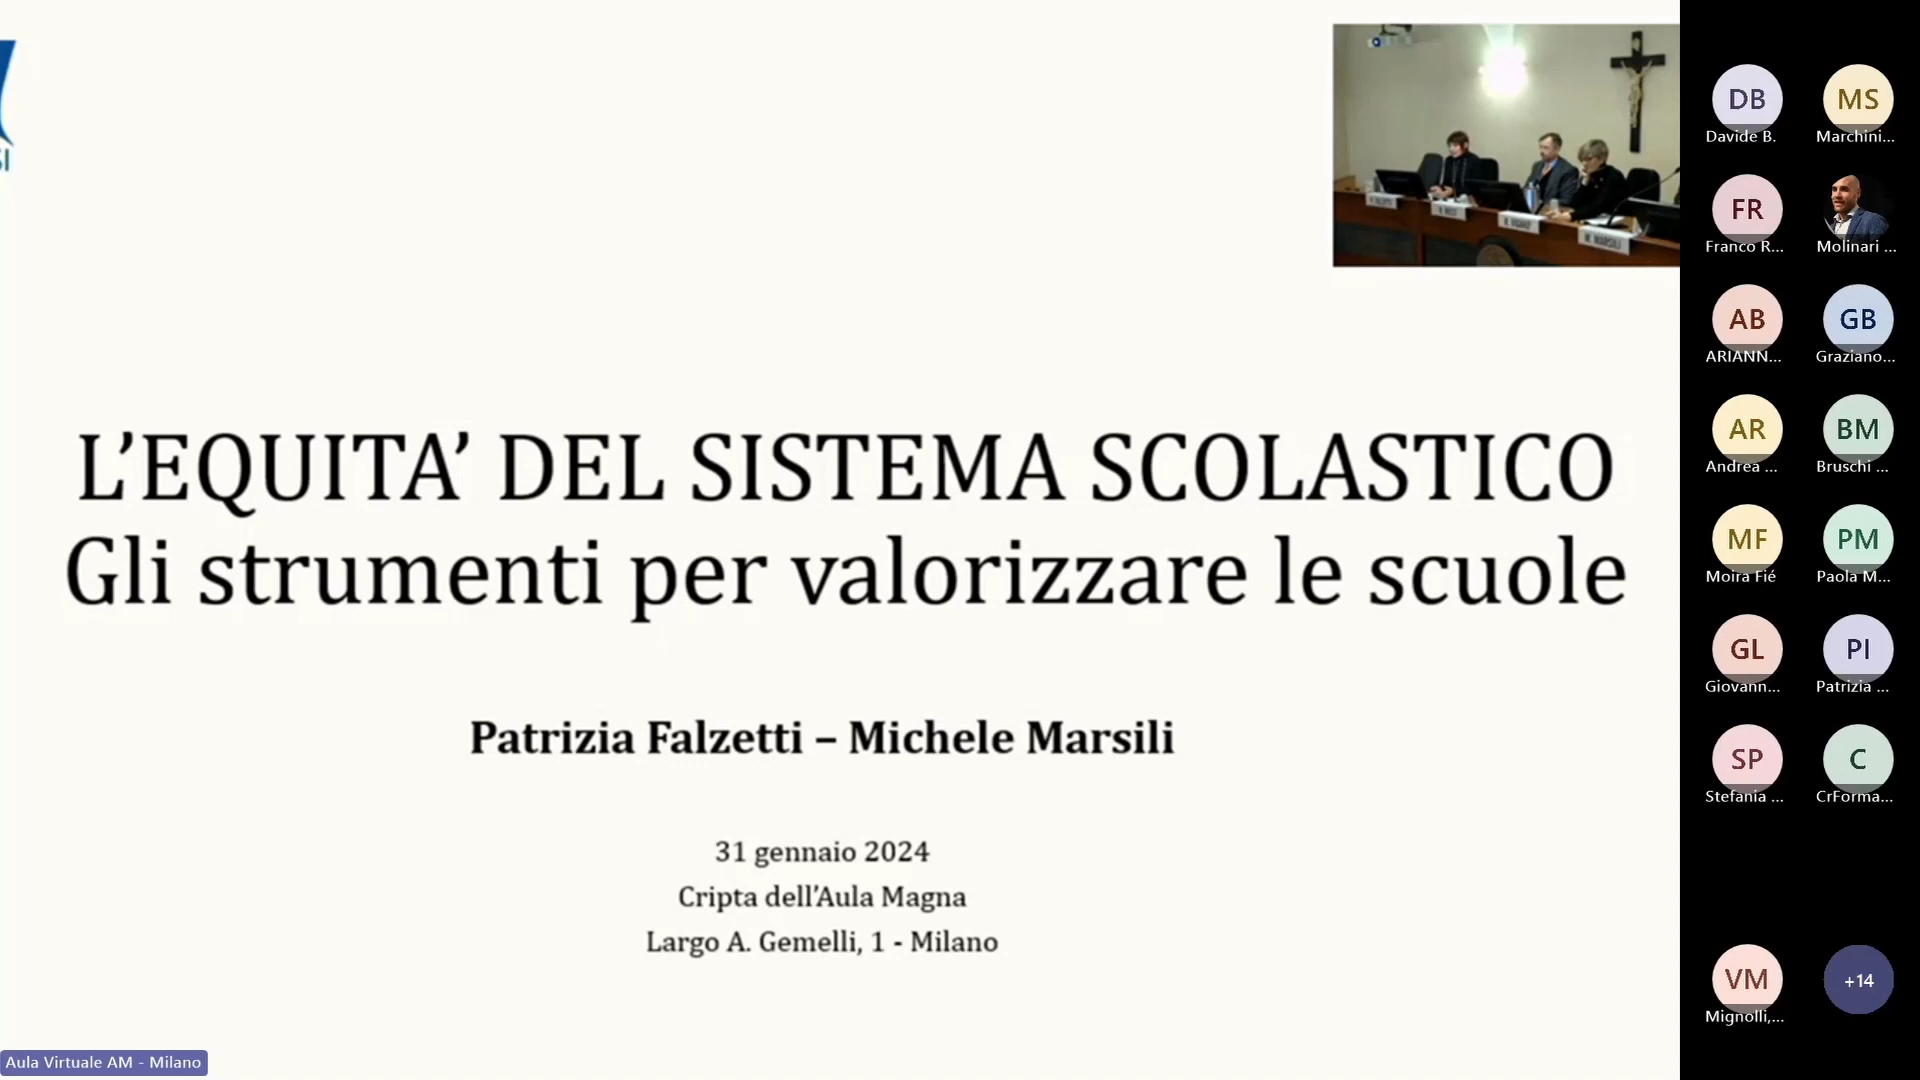 SI
L’EQUITA’ DEL SISTEMA SCOLASTICO
Gli strumenti per valorizzare le scuole
Patrizia Falzetti – Michele Marsili
31 gennaio 2024
Cripta dell’Aula Magna
Largo A. Gemelli, 1 - Milano
Aula Virtuale AM - Milano
M. MARSILI
DB
MS
Davide B.
Marchini...
FR
Franco R...
Molinari ...
AB
GB
ARIANN...
Graziano...
AR
BM
Andrea ...
Bruschi ...
MF
PM
Moira Fié
Paola M...
GL
PI
Giovann...
Patrizia ...
SP
C
Stefania ...
CrForma...
VM
+14
Mignolli,...